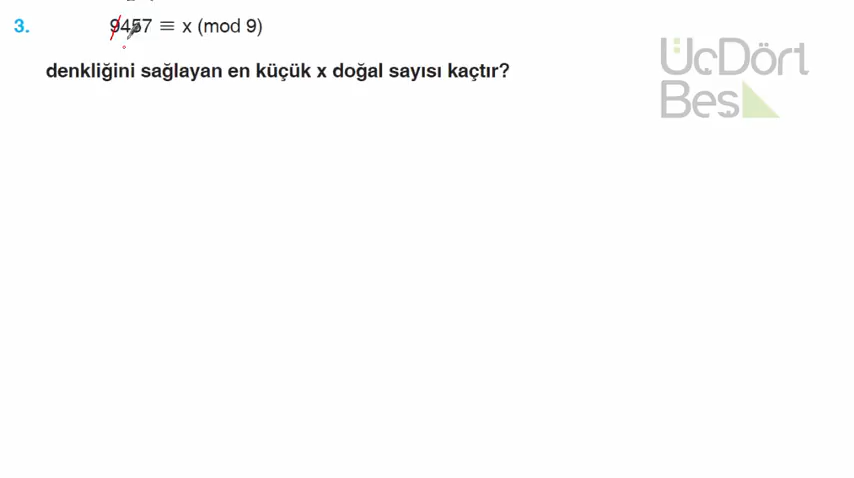 3. 9457 ≡ x (mod 9)
denkliğini sağlayan en küçük x doğal sayısı kaçtır?
ÜçDört
Beş